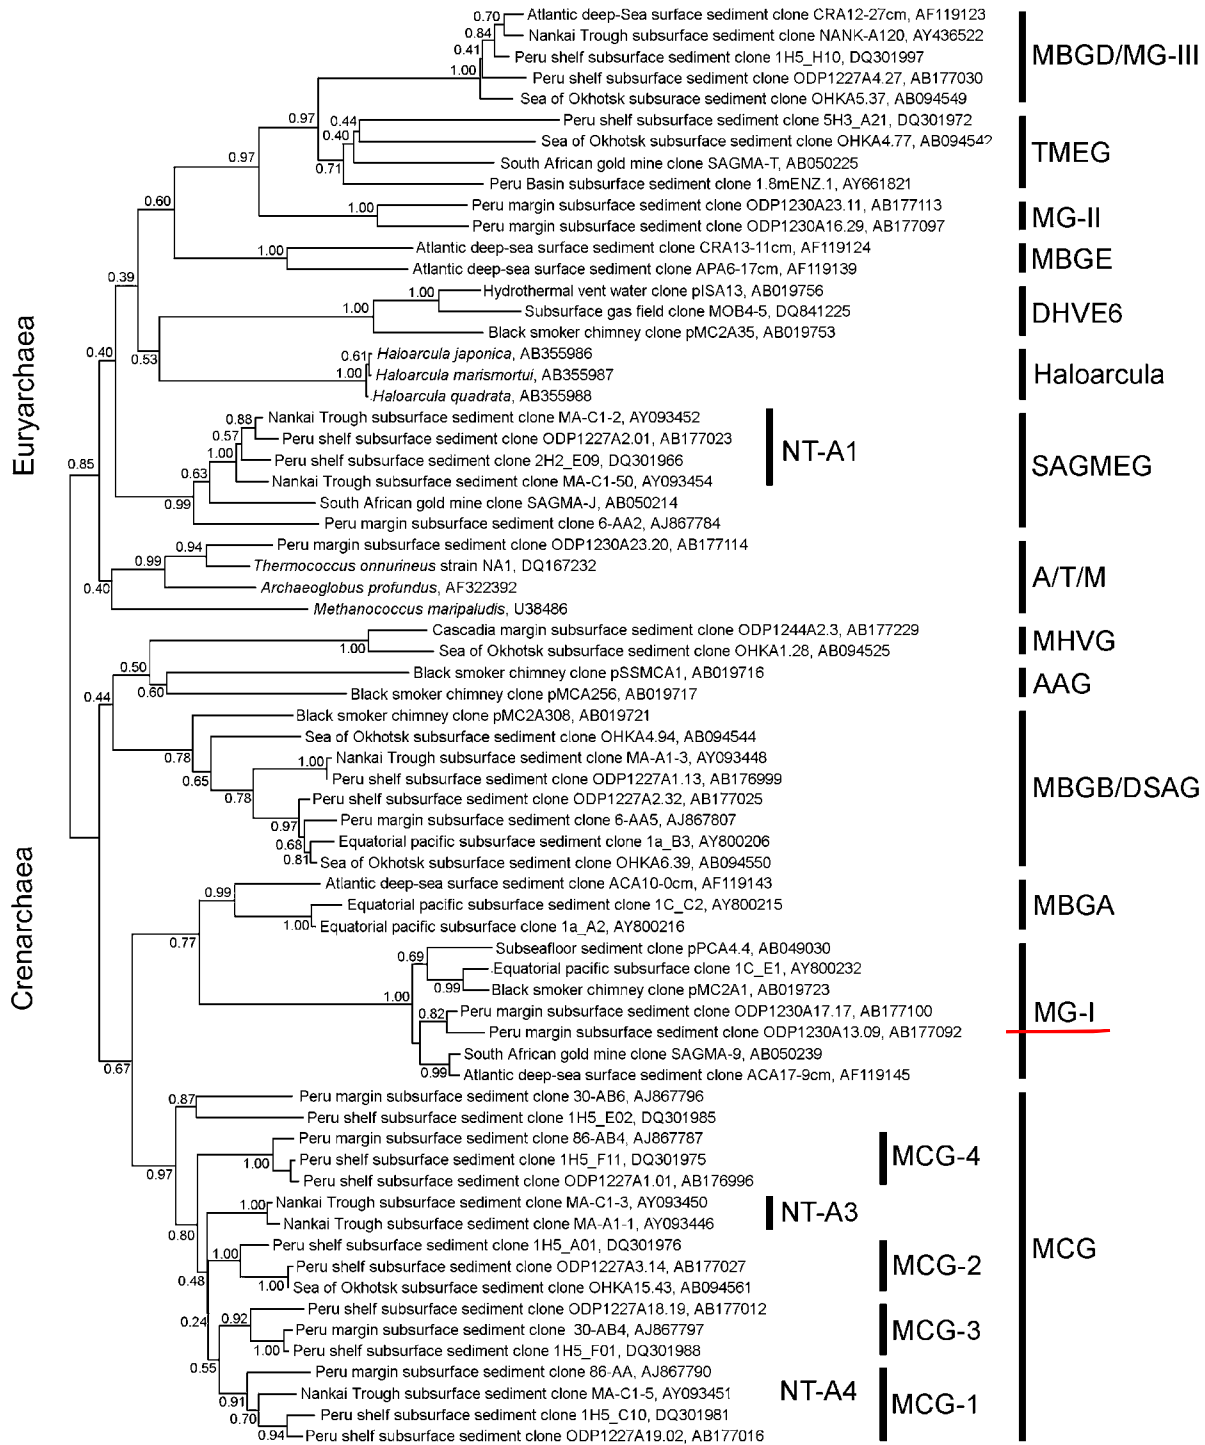 0.70 Atlantic deep-Sea surface sediment clone CRA12-27cm, AF119123
0.84 Nankai Trough subsurface sediment clone NANK-A120, AY436522
0.41 Peru shelf subsurface sediment clone 1H5_H10, DQ301997
MBGD/MG-III
1.00 Peru shelf subsurface sediment clone ODP1227A4.27, AB177030
Sea of Okhotsk subsurace sediment clone OHKA5.37, AB094549
0.97 0.44 Peru shelf subsurface sediment clone 5H3_A21, DQ301972
0.40 Sea of Okhotsk subsurface sediment clone OHKA4.77, AB094542
TMEG
0.97 0.71 South African gold mine clone SAGMA-T, AB050225
Peru Basin subsurface sediment clone 1.8mENZ.1, AY661821
0.60 1.00 Peru margin subsurface sediment clone ODP1230A23.11, AB177113
MG-II
Peru margin subsurface sediment clone ODP1230A16.29, AB177097
1.00 Atlantic deep-sea surface sediment clone CRA13-11cm, AF119124
MBGE
0.39 Atlantic deep-sea surface sediment clone APA6-17cm, AF119139
1.00 Hydrothermal vent water clone pISA13, AB019756
1.00 Subsurface gas field clone MOB4-5, DQ841225
DHVE6
Black smoker chimney clone pMC2A35, AB019753
Euryarchaea
0.40 0.53 0.61 Haloarcula japonica, AB355986
1.00 Haloarcula marismortui, AB355987
Haloarcula
Haloarcula quadrata, AB355988
0.88 Nankai Trough subsurface sediment clone MA-C1-2, AY093452
0.57 Peru shelf subsurface sediment clone ODP1227A2.01, AB177023
NT-A1
1.00 Peru shelf subsurface sediment clone 2H2_E09, DQ301966
SAGMEG
0.85 0.63 Nankai Trough subsurface sediment clone MA-C1-50, AY093454
0.99 South African gold mine clone SAGMA-J, AB050214
Peru margin subsurface sediment clone 6-AA2, AJ867784
0.94 Peru margin subsurface sediment clone ODP1230A23.20, AB177114
0.99 Thermococcus onnurineus strain NA1, DQ167232
A/T/M
0.40 Archaeoglobus profundus, AF322392
Methanococcus maripaludis, U38486
Cascadia margin subsurface sediment clone ODP1244A2.3, AB177229
MHVG
1.00 Sea of Okhotsk subsurface sediment clone OHKA1.28, AB094525
0.50 Black smoker chimney clone pSSMCA1, AB019716
AAG
0.44 0.60 Black smoker chimney clone pMCA256, AB019717
Black smoker chimney clone pMC2A308, AB019721
0.78 Sea of Okhotsk subsurface sediment clone OHKA4.94, AB094544
1.00 Nankai Trough subsurface sediment clone MA-A1-3, AY093448
0.65 Peru shelf subsurface sediment clone ODP1227A1.13, AB176999
MBGB/DSAG
0.78 Peru shelf subsurface sediment clone ODP1227A2.32, AB177025
0.97 Peru margin subsurface sediment clone 6-AA5, AJ867807
0.68 Equatorial pacific subsurface sediment clone 1a_B3, AY800206
0.81 Sea of Okhotsk subsurface sediment clone OHKA6.39, AB094550
Crenarchaea
0.99 Atlantic deep-sea surface sediment clone ACA10-0cm, AF119143
Equatorial pacific subsurface sediment clone 1C_C2, AY800215
MBGA
0.77 1.00 Equatorial pacific subsurface clone 1a_A2, AY800216
0.69 Subseafloor sediment clone pPCA4.4, AB049030
Equatorial pacific subsurface clone 1C_E1, AY800232
1.00 0.99 Black smoker chimney clone pMC2A1, AB019723
0.82 Peru margin subsurface sediment clone ODP1230A17.17, AB177100
MG-I
Peru margin subsurface sediment clone ODP1230A13.09, AB177092
South African gold mine clone SAGMA-9, AB050239
0.67 0.99 Atlantic deep-sea surface sediment clone ACA17-9cm, AF119145
0.87 Peru margin subsurface sediment clone 30-AB6, AJ867796
Peru shelf subsurface sediment clone 1H5_E02, DQ301985
Peru margin subsurface sediment clone 86-AB4, AJ867787
1.00 Peru shelf subsurface sediment clone 1H5_F11, DQ301975
MCG-4
0.97 Peru shelf subsurface sediment clone ODP1227A1.01, AB176996
1.00 Nankai Trough subsurface sediment clone MA-C1-3, AY093450
NT-A3
Nankai Trough subsurface sediment clone MA-A1-1, AY093446
0.80 1.00 Peru shelf subsurface sediment clone 1H5_A01, DQ301976
MCG
Peru shelf subsurface sediment clone ODP1227A3.14, AB177027
MCG-2
0.48 1.00 Sea of Okhotsk subsurface sediment clone OHKA15.43, AB094561
0.24 0.92 Peru shelf subsurface sediment clone ODP1227A18.19, AB177012
Peru margin subsurface sediment clone 30-AB4, AJ867797
MCG-3
0.55 1.00 Peru shelf subsurface sediment clone 1H5_F01, DQ301988
Peru margin subsurface sediment clone 86-AA, AJ867790
0.91 Nankai Trough subsurface sediment clone MA-C1-5, AY093451
NT-A4
MCG-1
0.70 Peru shelf subsurface sediment clone 1H5_C10, DQ301981
0.94 Peru shelf subsurface sediment clone ODP1227A19.02, AB177016